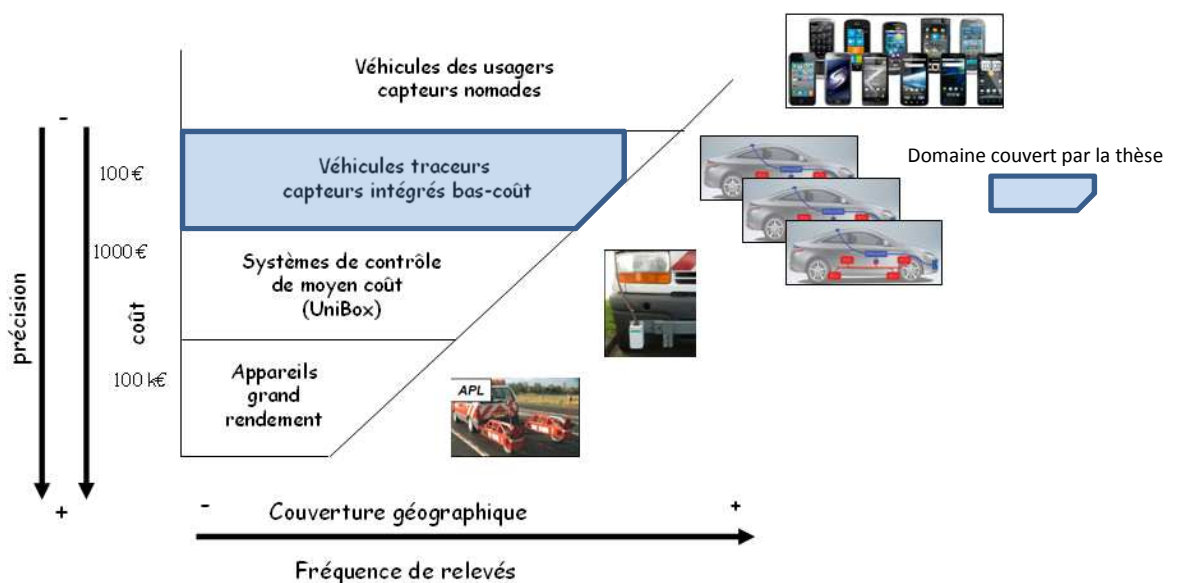 Véhicules des usagers
capteurs nomades
-
100 €
Véhicules traceurs
capteurs intégrés bas-coût
Domaine couvert par la thèse
1000 €
Systèmes de contrôle
de moyen coût
(UniBox)
précision
coût
100 k€
Appareils
grand
rendement
APL
+
-
Couverture géographique
+
Fréquence de relevés